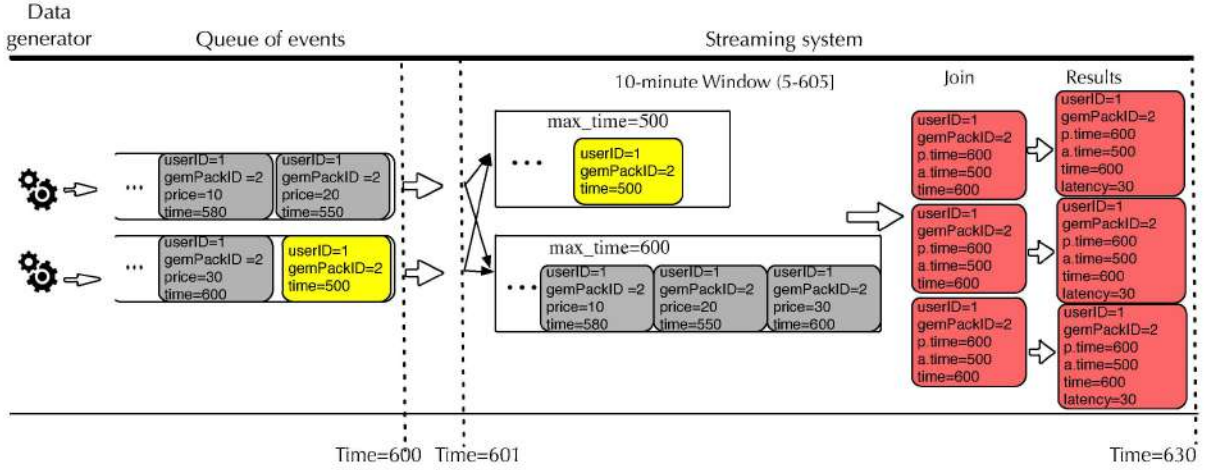 Data
generator
Queue of events
Streaming system
10-minute Window (5-605]
Join
Results
...
userID=1
gemPackID =2
price=10
time=580
userID=1
gemPackID =2
price=20
time=550
...
userID=1
gemPackID =2
price=30
time=600
userID=1
gemPackID=2
time=500
max_time=500
...
userID=1
gemPackID=2
time=500
max_time=600
...
userID=1
gemPackID =2
price=10
time=580
userID=1
gemPackID=2
price=20
time=550
userID=1
gemPackID=2
price=30
time=600
userID=1
gemPackID=2
p.time=600
a.time=500
time=600
userID=1
gemPackID=2
p.time=600
a.time=500
time=600
latency=30
userID=1
gemPackID=2
p.time=600
a.time=500
time=600
userID=1
gemPackID=2
p.time=600
a.time=500
time=600
latency=30
userID=1
gemPackID=2
p.time=600
a.time=500
time=600
userID=1
gemPackID=2
p.time=600
a.time=500
time=600
latency=30
Time=600
Time=601
Time=630